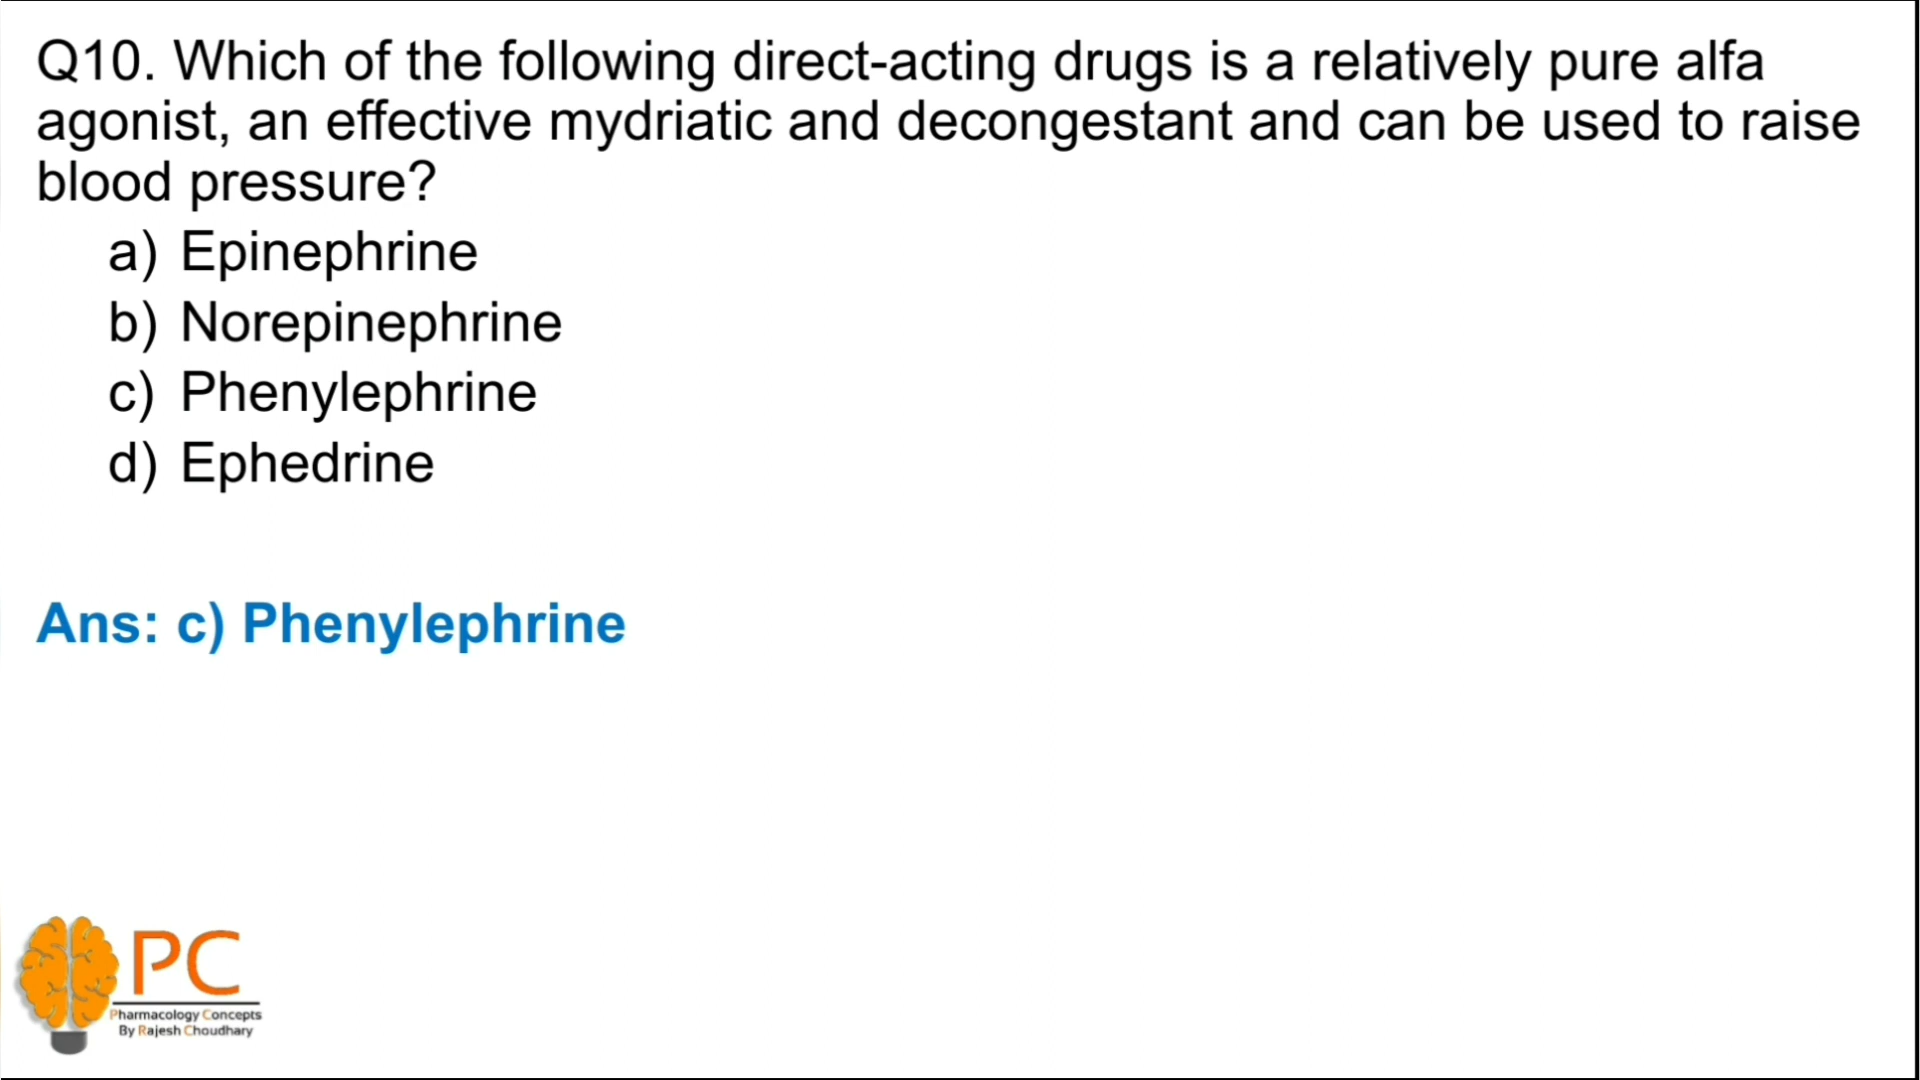 Q10. Which of the following direct-acting drugs is a relatively pure alfa
agonist, an effective mydriatic and decongestant and can be used to raise
blood pressure?
a) Epinephrine
b) Norepinephrine
c) Phenylephrine
d) Ephedrine
Ans: c) Phenylephrine
PC
Pharmacology Concepts
By Rajesh Choudhary